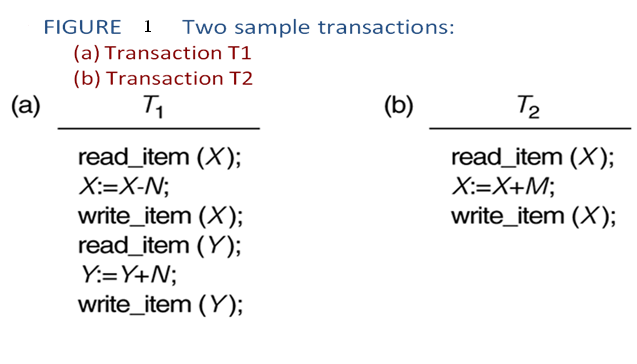 FIGURE 1 Two sample transactions:
(a) Transaction T1
(b) Transaction T2
(a) T1
read_item (X);
X:=X-N;
write_item (X);
read_item (Y);
Y:=Y+N;
write_item (Y);
(b) T2
read_item (X);
X:=X+M;
write_item (X);